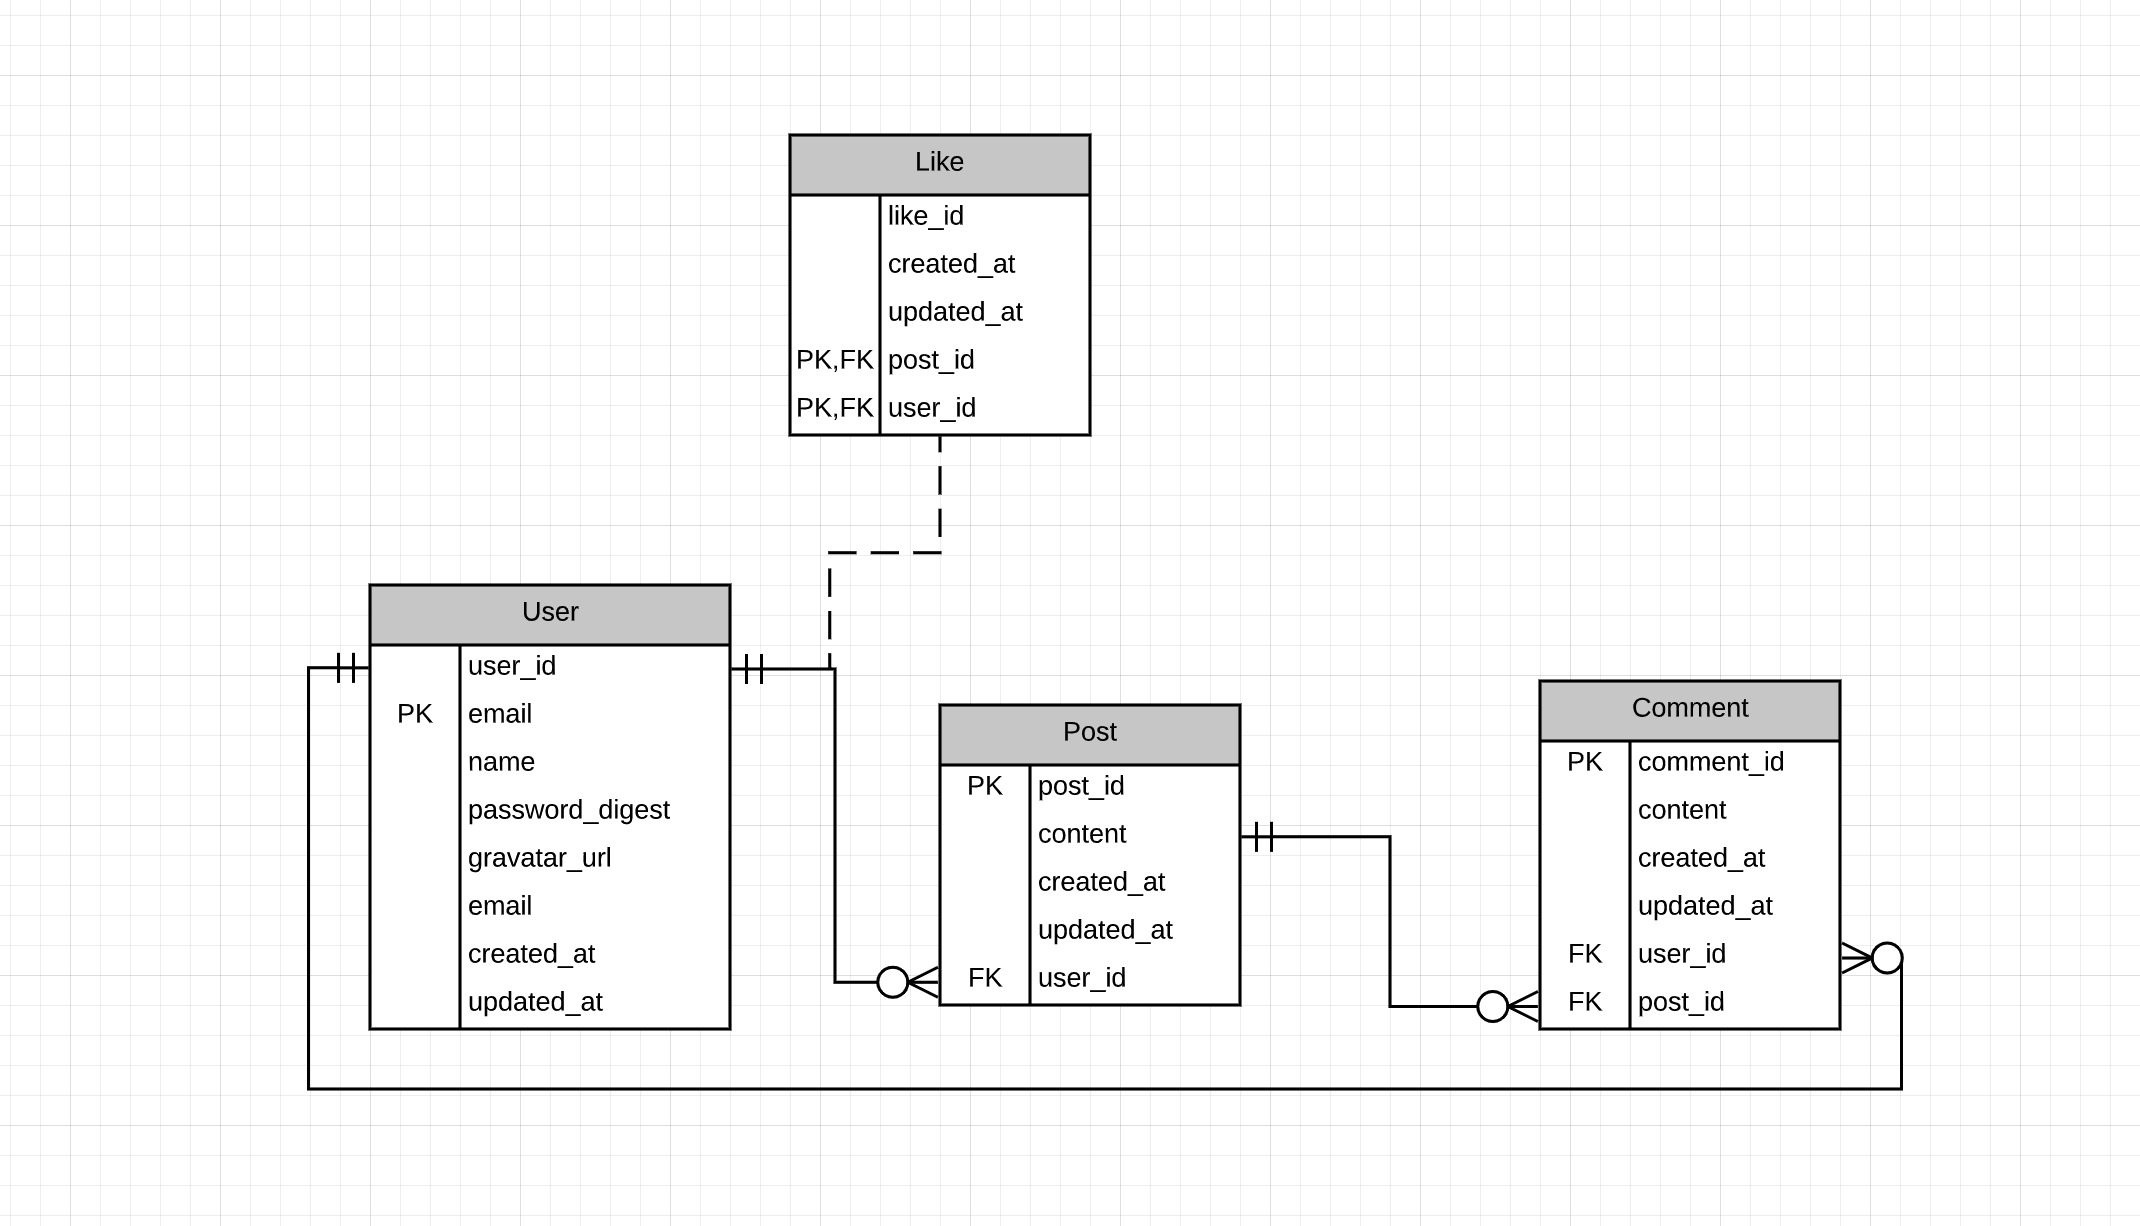 Like
like_id
created_at
updated_at
PK,FK post_id
PK,FK user_id
User
user_id
PK email
name
password_digest
gravatar_url
email
created_at
updated_at
Post
PK post_id
content
created_at
updated_at
FK user_id
Comment
PK comment_id
content
created_at
updated_at
FK user_id
FK post_id